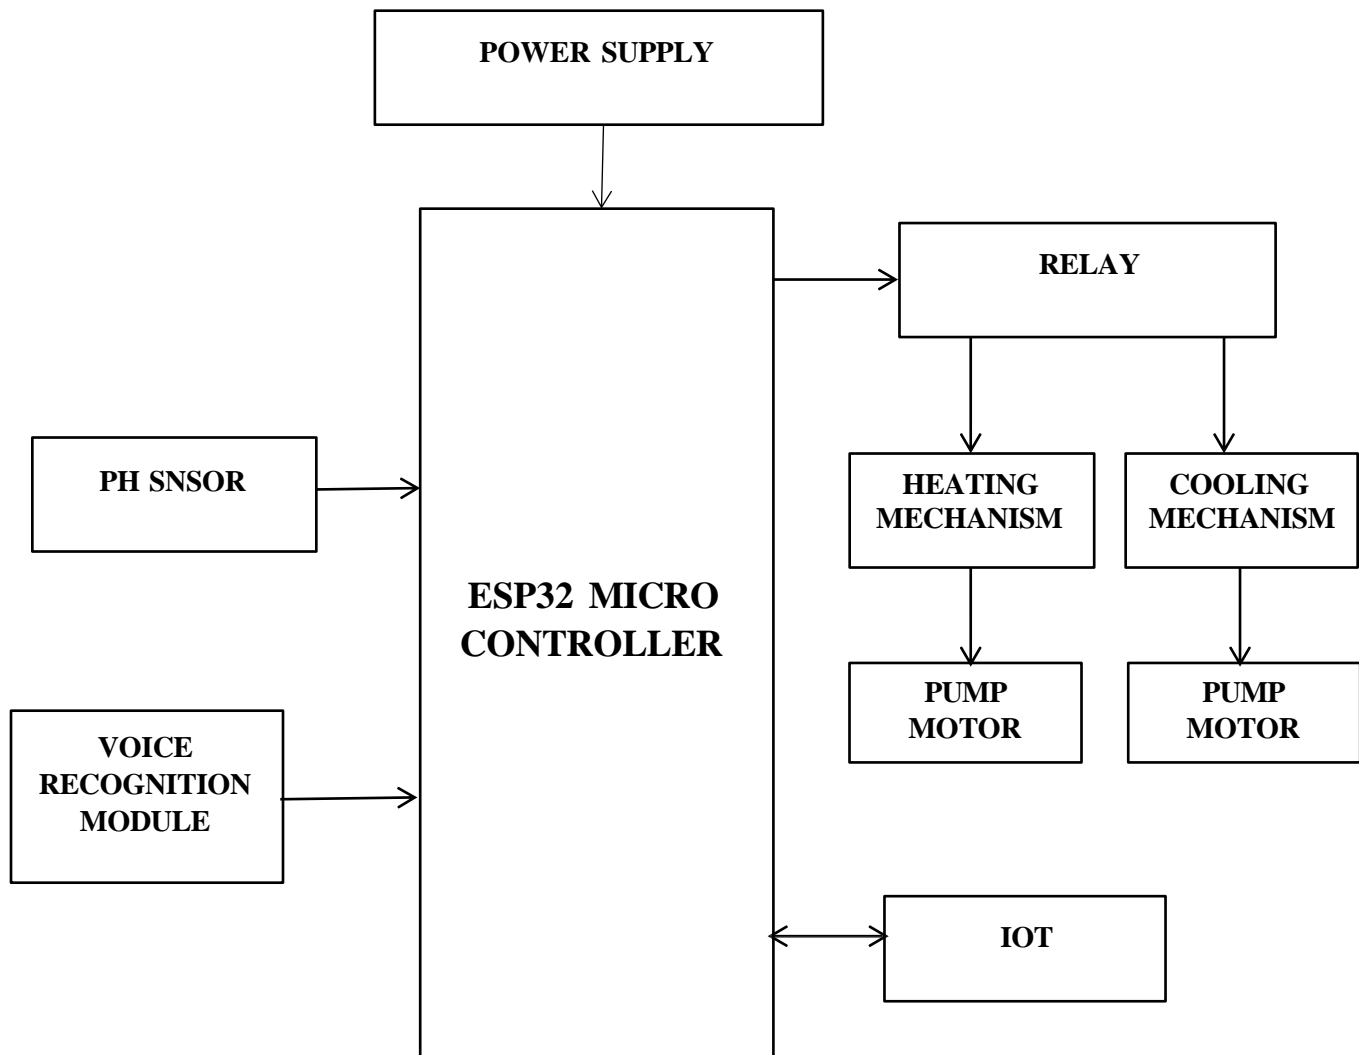 POWER SUPPLY
RELAY
PH SNSOR
HEATING
MECHANISM
COOLING
MECHANISM
ESP32 MICRO
CONTROLLER
PUMP
MOTOR
PUMP
MOTOR
VOICE
RECOGNITION
MODULE
IOT